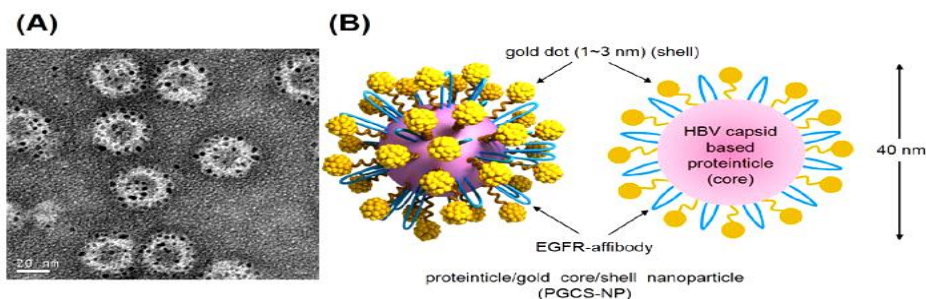 (A)
(B)
gold dot (1~3 nm) (shell)
HBV capsid
based
proteinticle
(core)
40 nm
EGFR-affibody
20 nm
proteinticle/gold core/shell nanoparticle
(PGCS-NP)